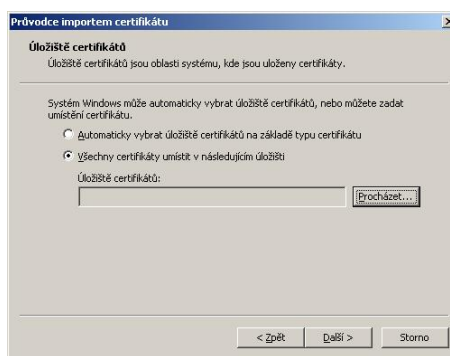 Průvodce importem certifikátu
Úložiště certifikátů
Úložiště certifikátů jsou oblasti systému, kde jsou uloženy certifikáty.
Systém Windows může automaticky vybrat úložiště certifikátů, nebo můžete zadat
umístění certifikátu.
Automaticky vybrat úložiště certifikátů na základě typu certifikátu
Všechny certifikáty umístit v následujícím úložišti
Úložiště certifikátů:
Procházet...
< Zpět
Další >
Storno